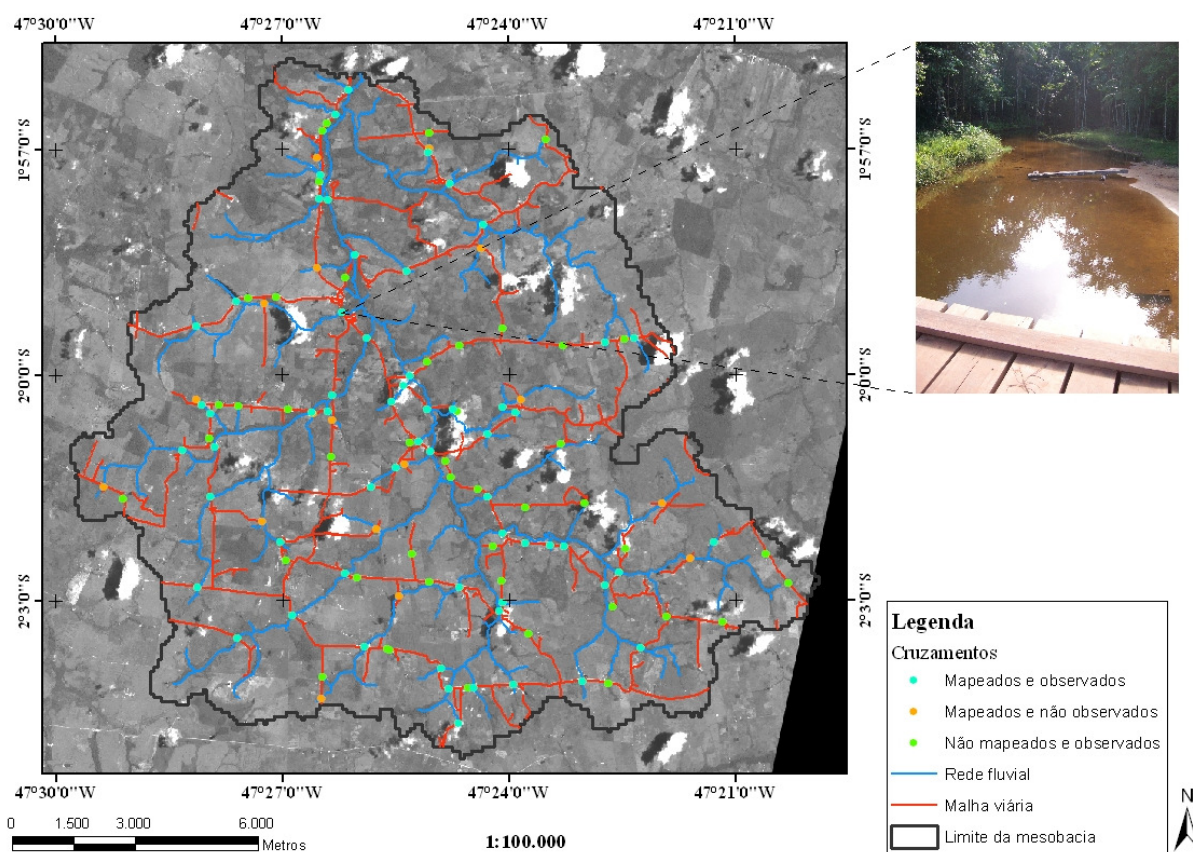 47°30'0"W 47°27'0"W 47°24'0"W 47°21'0"W
1°57'0"S 1°57'0"S
2°0'0"S 2°0'0"S
2°3'0"S 2°3'0"S
47°30'0"W 47°27'0"W 47°24'0"W 47°21'0"W
0 1.500 3.000 6.000
Metros
1:100.000
Legenda
Cruzamentos
Mapeados e observados
Mapeados e não observados
Não mapeados e observados
Rede fluvial
Malha viária
Limite da mesobacia
N